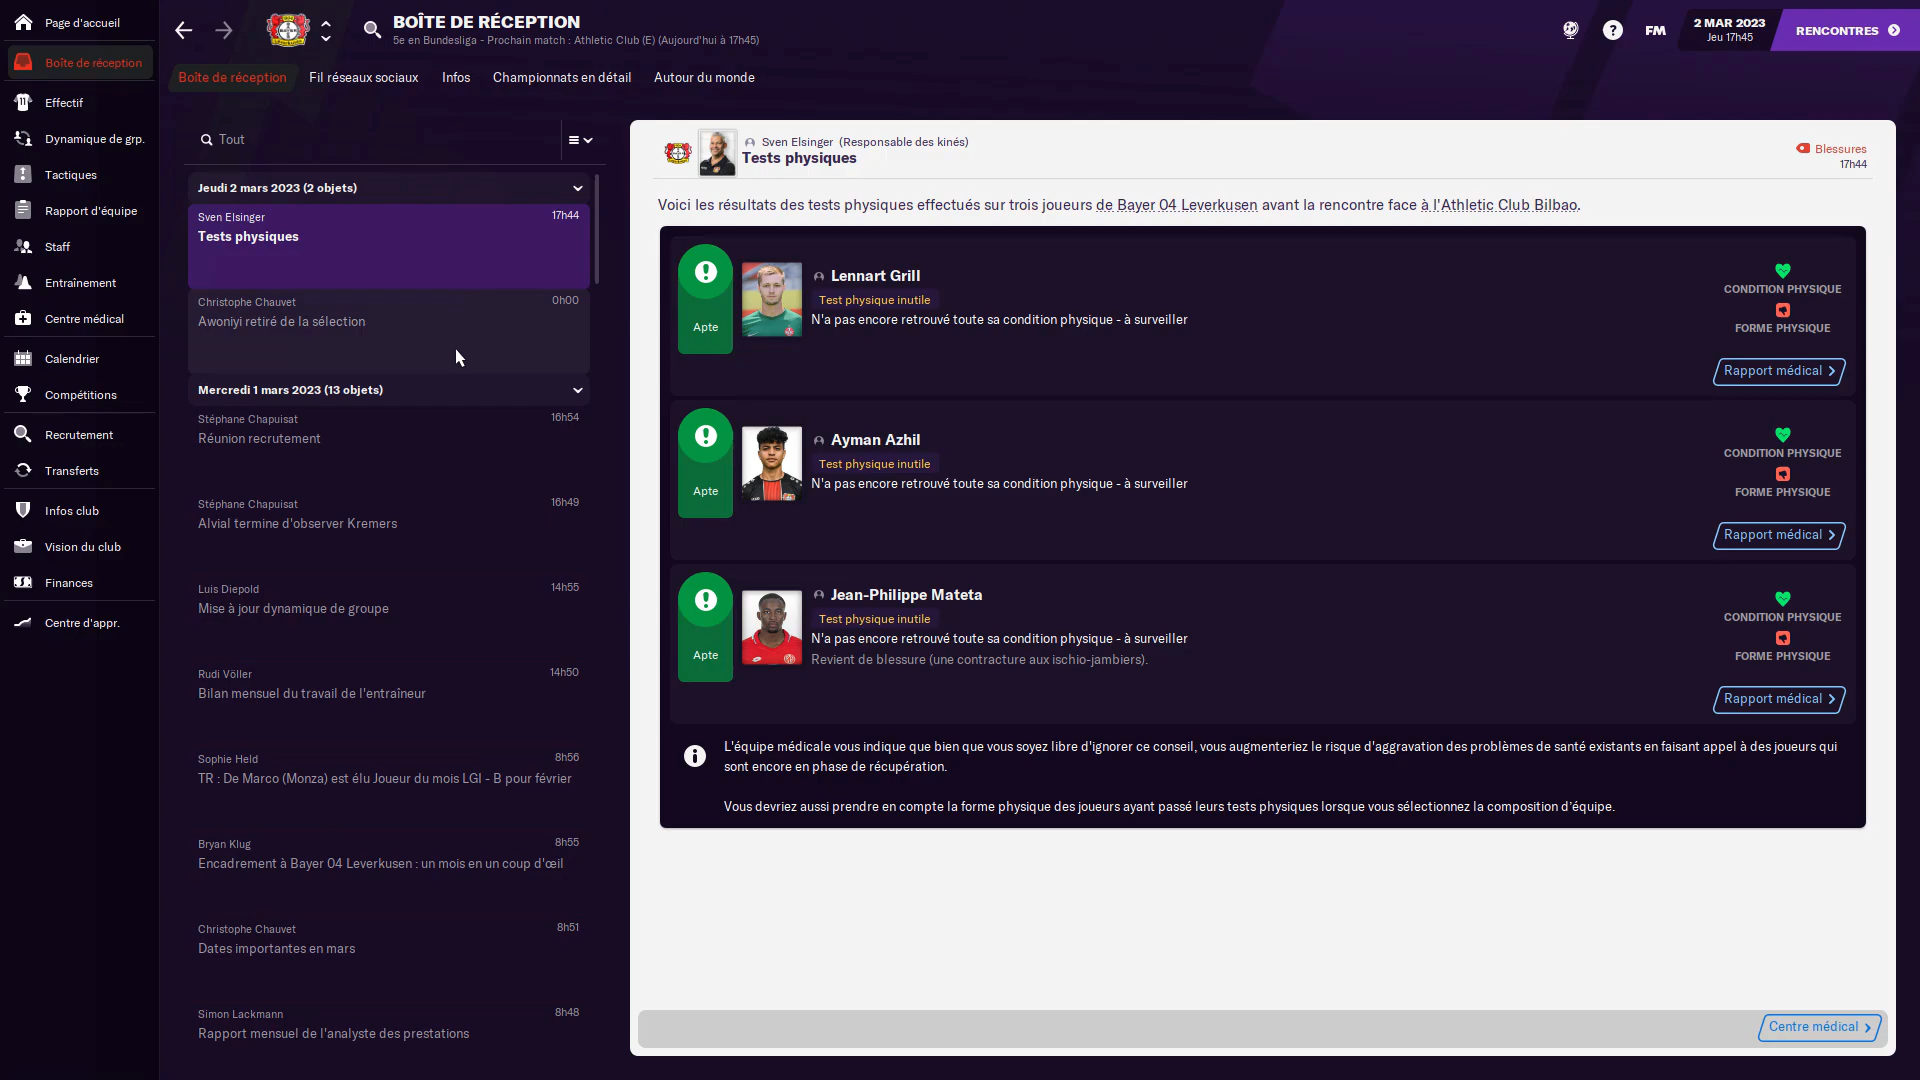 Page d'accueil
Boîte de réception
Effectif
Dynamique de grp.
Tactiques
Rapport d'équipe
Staff
Entraînement
Centre médical
Calendrier
Compétitions
Recrutement
Transferts
Infos club
Vision du club
Finances
Centre d'appr.
BOÎTE DE RÉCEPTION
5e en Bundesliga - Prochain match : Athletic Club (E) (Aujourd'hui à 17h45)
FM
2 MAR 2023
Jeu 17h45
RENCONTRES
Boîte de réception
Fil réseaux sociaux
Infos
Championnats en détail
Autour du monde
Tout
Jeudi 2 mars 2023 (2 objets)
Sven Elsinger 17h44
Tests physiques
Christophe Chauvet 0h00
Awoniyi retiré de la sélection
Mercredi 1 mars 2023 (13 objets)
Stéphane Chapuisat 16h54
Réunion recrutement
Stéphane Chapuisat 16h49
Alvial termine d'observer Kremers
Luis Diepold 14h55
Mise à jour dynamique de groupe
Rudi Völler 14h50
Bilan mensuel du travail de l'entraîneur
Sophie Held 8h56
TR : De Marco (Monza) est élu Joueur du mois LGI - B pour février
Bryan Klug 8h55
Encadrement à Bayer 04 Leverkusen : un mois en un coup d'œil
Christophe Chauvet 8h51
Dates importantes en mars
Simon Lackmann 8h48
Rapport mensuel de l'analyste des prestations
Sven Elsinger (Responsable des kinés)
Tests physiques
Blessures
17h44
Voici les résultats des tests physiques effectués sur trois joueurs de Bayer 04 Leverkusen avant la rencontre face à l'Athletic Club Bilbao.
Apte
Lennart Grill
Test physique inutile
N'a pas encore retrouvé toute sa condition physique - à surveiller
CONDITION PHYSIQUE
FORME PHYSIQUE
Rapport médical
Apte
Ayman Azhil
Test physique inutile
N'a pas encore retrouvé toute sa condition physique - à surveiller
CONDITION PHYSIQUE
FORME PHYSIQUE
Rapport médical
Apte
Jean-Philippe Mateta
Test physique inutile
N'a pas encore retrouvé toute sa condition physique - à surveiller
Revient de blessure (une contracture aux ischio-jambiers).
CONDITION PHYSIQUE
FORME PHYSIQUE
Rapport médical
L'équipe médicale vous indique que bien que vous soyez libre d'ignorer ce conseil, vous augmenteriez le risque d'aggravation des problèmes de santé existants en faisant appel à des joueurs qui
sont encore en phase de récupération.
Vous devriez aussi prendre en compte la forme physique des joueurs ayant passé leurs tests physiques lorsque vous sélectionnez la composition d'équipe.
Centre médical